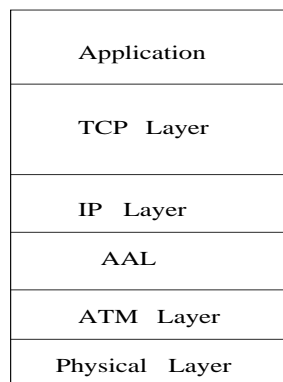 Application
TCP Layer
IP Layer
AAL
ATM Layer
Physical Layer